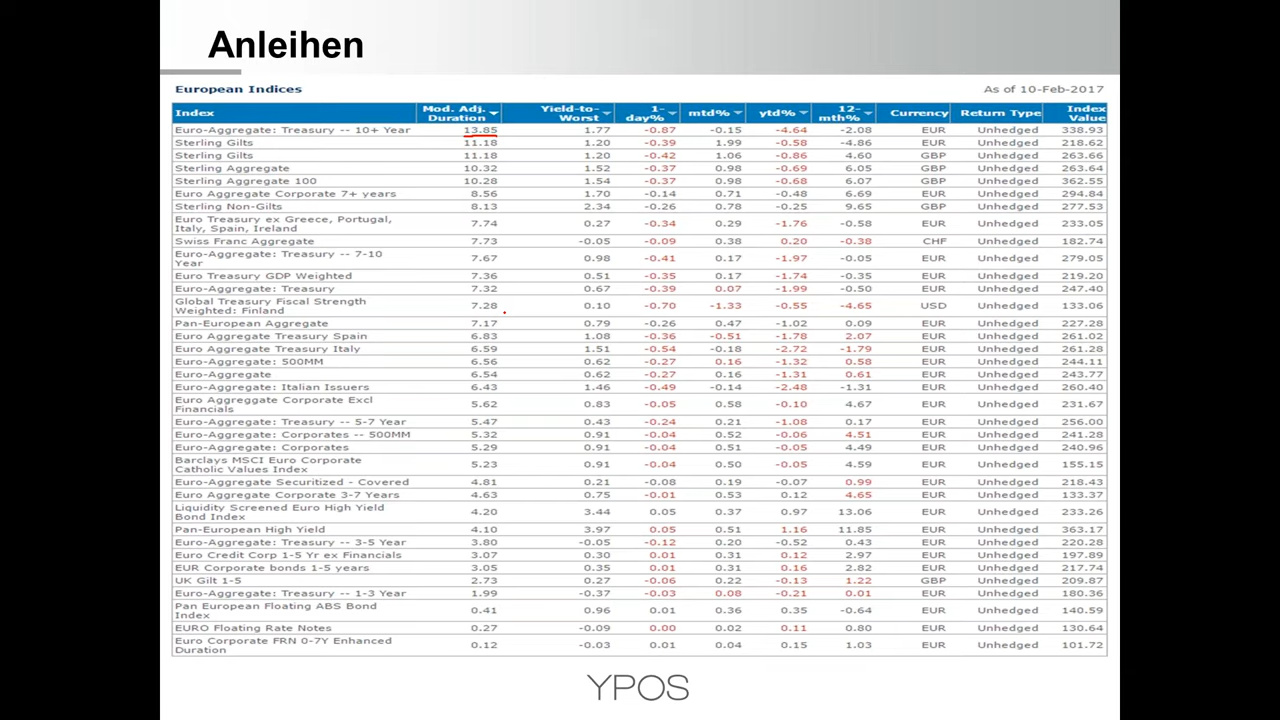 Anleihen
European Indices As of 10-Feb-2017
Index Mod. Adj. Duration Yield-to-Worst 1-day% mtd% ytd% 12-mth% Currency Return Type Index Value
Euro-Aggregate: Treasury -- 10+ Year 13.85 1.77 -0.87 -0.15 -4.64 -2.08 EUR Unhedged 338.93
Sterling Gilts 11.18 1.20 -0.39 1.99 -0.58 -4.86 EUR Unhedged 218.62
Sterling Gilts 11.18 1.20 -0.42 1.06 -0.86 4.60 GBP Unhedged 263.66
Sterling Aggregate 10.32 1.52 -0.37 0.98 -0.69 6.05 GBP Unhedged 263.64
Sterling Aggregate 100 10.28 1.54 -0.37 0.98 -0.68 6.07 GBP Unhedged 362.55
Euro Aggregate Corporate 7+ years 8.56 1.70 -0.14 0.71 -0.48 6.69 EUR Unhedged 294.84
Sterling Non-Gilts 8.13 2.34 -0.26 0.78 -0.25 9.65 GBP Unhedged 277.53
Euro Treasury ex Greece, Portugal,
Italy, Spain, Ireland 7.74 0.27 -0.34 0.29 -1.76 -0.58 EUR Unhedged 233.05
Swiss Franc Aggregate 7.73 -0.05 -0.09 0.38 0.20 -0.38 CHF Unhedged 182.74
Euro-Aggregate: Treasury -- 7-10
Year 7.67 0.98 -0.41 0.17 -1.97 -0.05 EUR Unhedged 279.05
Euro Treasury GDP Weighted 7.36 0.51 -0.35 0.17 -1.74 -0.35 EUR Unhedged 219.20
Euro-Aggregate: Treasury 7.32 0.67 -0.39 0.07 -1.99 -0.50 EUR Unhedged 247.40
Global Treasury Fiscal Strength
Weighted: Finland 7.28 0.10 -0.70 -1.33 -0.55 -4.65 USD Unhedged 133.06
Pan-European Aggregate 7.17 0.79 -0.26 0.47 -1.02 0.09 EUR Unhedged 227.28
Euro Aggregate Treasury Spain 6.83 1.08 -0.36 -0.51 -1.78 2.07 EUR Unhedged 261.02
Euro Aggregate Treasury Italy 6.59 1.51 -0.54 -0.18 -2.72 -1.79 EUR Unhedged 261.28
Euro-Aggregate: 500MM 6.56 0.62 -0.27 0.16 -1.32 0.58 EUR Unhedged 244.11
Euro-Aggregate 6.54 0.62 -0.27 0.16 -1.31 0.61 EUR Unhedged 243.77
Euro-Aggregate: Italian Issuers 6.43 1.46 -0.49 -0.14 -2.48 -1.31 EUR Unhedged 260.40
Euro Aggreggate Corporate Excl
Financials 5.62 0.83 -0.05 0.58 -0.10 4.67 EUR Unhedged 231.67
Euro-Aggregate: Treasury -- 5-7 Year 5.47 0.43 -0.24 0.21 -1.08 0.17 EUR Unhedged 256.00
Euro-Aggregate: Corporates -- 500MM 5.32 0.91 -0.04 0.52 -0.06 4.51 EUR Unhedged 241.28
Euro-Aggregate: Corporates 5.29 0.91 -0.04 0.51 -0.05 4.49 EUR Unhedged 240.96
Barclays MSCI Euro Corporate
Catholic Values Index 5.23 0.91 -0.04 0.50 -0.05 4.59 EUR Unhedged 155.15
Euro-Aggregate Securitized - Covered 4.81 0.21 -0.08 0.19 -0.07 0.99 EUR Unhedged 218.43
Euro Aggregate Corporate 3-7 Years 4.63 0.75 -0.01 0.53 0.12 4.65 EUR Unhedged 133.37
Liquidity Screened Euro High Yield
Bond Index 4.20 3.44 0.05 0.37 0.97 13.06 EUR Unhedged 233.26
Pan-European High Yield 4.10 3.97 0.05 0.51 1.16 11.85 EUR Unhedged 363.17
Euro-Aggregate: Treasury -- 3-5 Year 3.80 -0.05 -0.12 0.20 -0.52 0.43 EUR Unhedged 220.28
Euro Credit Corp 1-5 Yr ex Financials 3.07 0.30 0.01 0.31 0.12 2.97 EUR Unhedged 197.89
EUR Corporate bonds 1-5 years 3.05 0.35 0.01 0.31 0.16 2.82 EUR Unhedged 217.74
UK Gilt 1-5 2.73 0.27 -0.06 0.22 -0.13 1.22 GBP Unhedged 209.87
Euro-Aggregate: Treasury -- 1-3 Year 1.99 -0.37 -0.03 0.08 -0.21 0.01 EUR Unhedged 180.36
Pan European Floating ABS Bond
Index 0.41 0.96 0.01 0.36 0.35 -0.64 EUR Unhedged 140.59
EURO Floating Rate Notes 0.27 -0.09 0.00 0.02 0.11 0.80 EUR Unhedged 130.64
Euro Corporate FRN 0-7Y Enhanced
Duration 0.12 -0.03 0.01 0.04 0.15 1.03 EUR Unhedged 101.72
YPOS